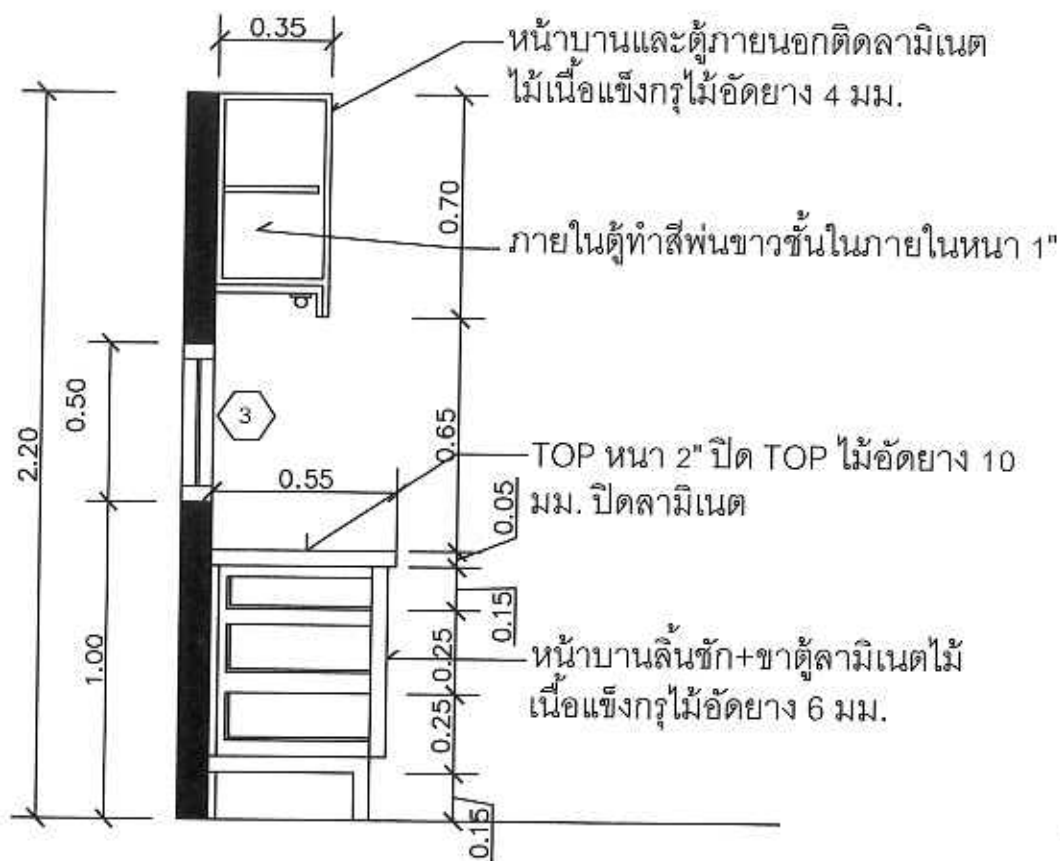 0.35
หน้าบานและตู้ภายนอกติดลามิเนต
ไม้เนื้อแข็งกรุไม้อัดยาง 4 มม.
0.70
ภายในตู้ทำสีพ่นขาวชั้นในภายในหนา 1"
2.20
0.50
3
0.65
0.55
TOP หนา 2" ปิด TOP ไม้อัดยาง 10
มม. ปิดลามิเนต
0.05
0.15
1.00
0.25
หน้าบานลิ้นชัก+ขาตู้ลามิเนตไม้
เนื้อแข็งกรุไม้อัดยาง 6 มม.
0.25
0.15